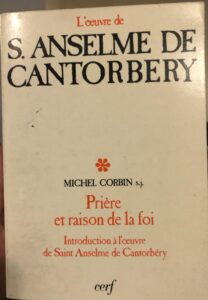 L'œuvre de
S. ANSELME DE
CANTORBERY
MICHEL CORBIN s.j.
Prière
et raison de la foi
Introduction à l'œuvre
de Saint Anselme de Cantorbéry
cerf